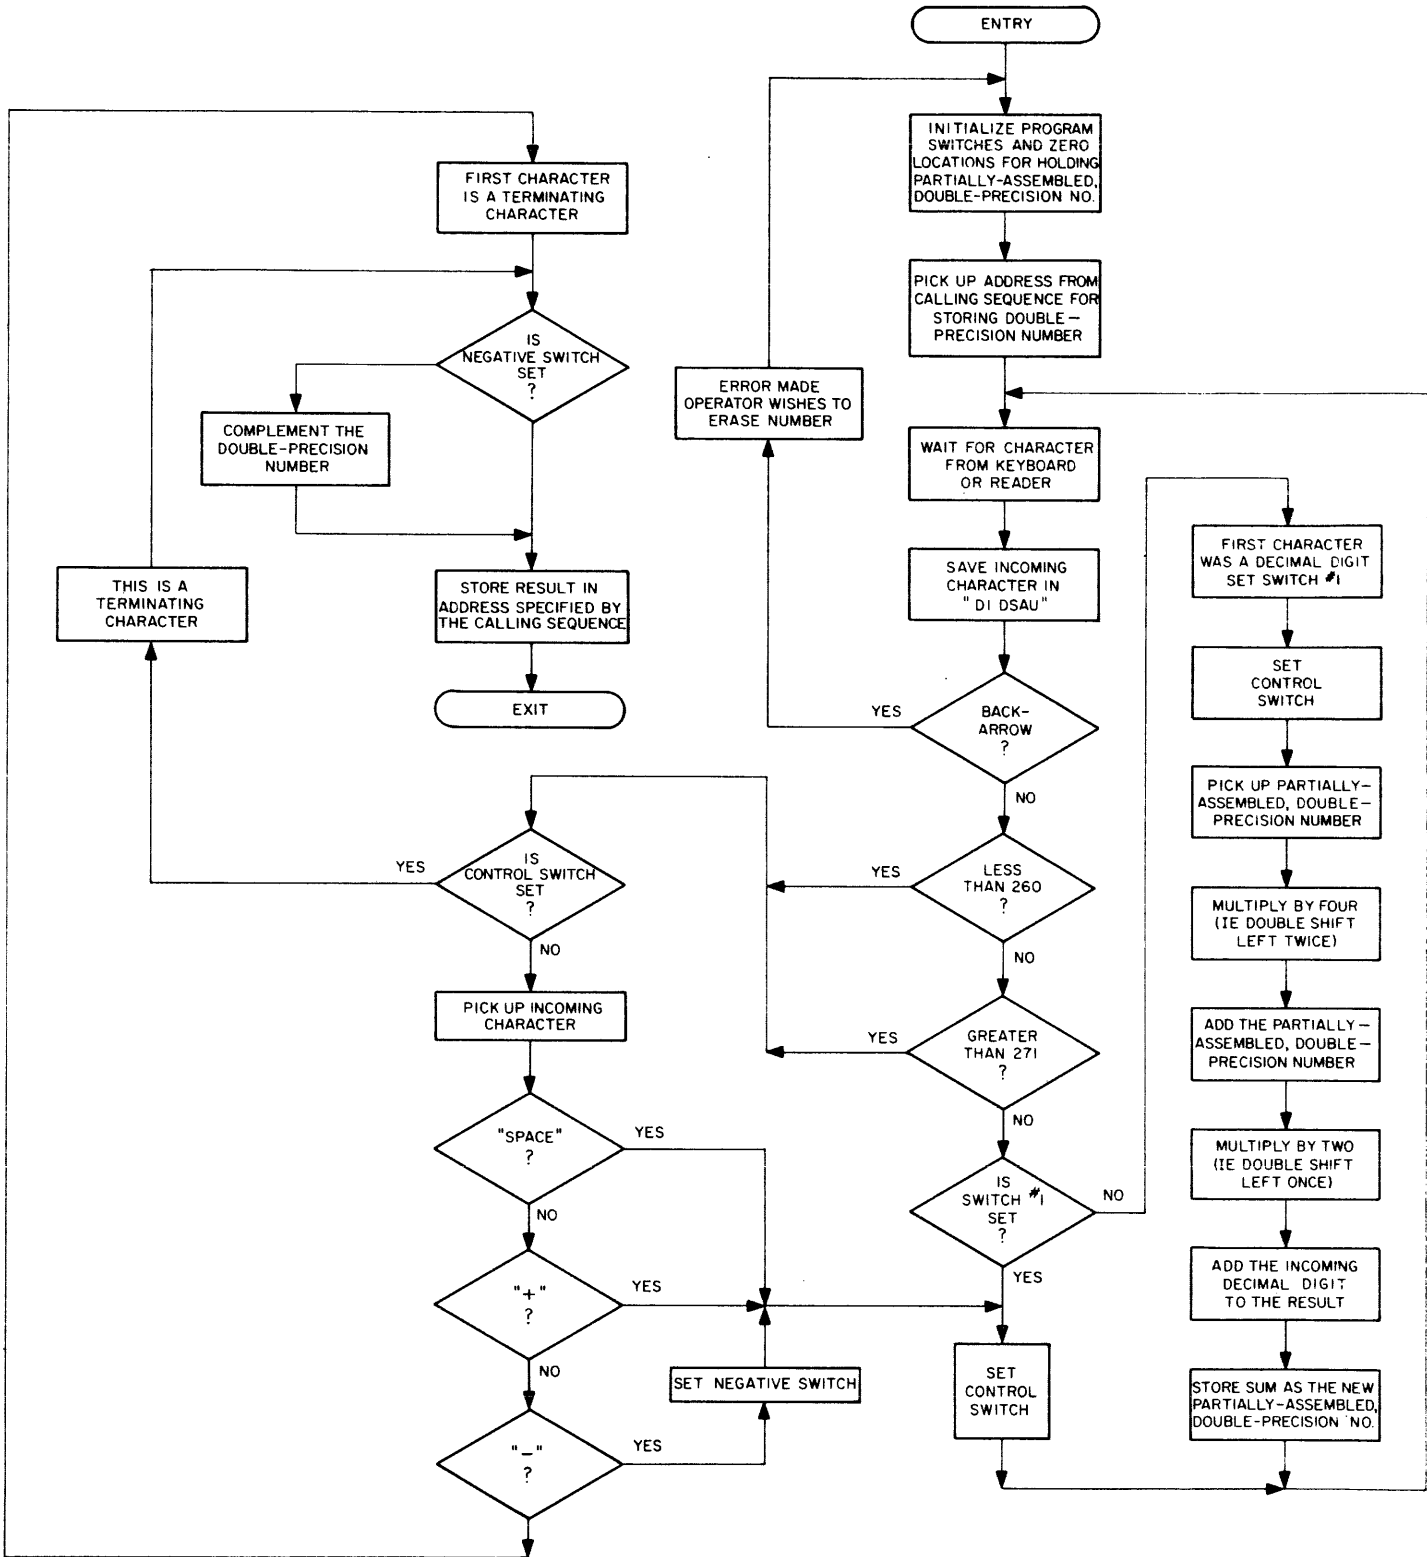 ENTRY
INITIALIZE PROGRAM
SWITCHES AND ZERO
LOCATIONS FOR HOLDING
PARTIALLY-ASSEMBLED,
DOUBLE-PRECISION NO.
PICK UP ADDRESS FROM
CALLING SEQUENCE FOR
STORING DOUBLE—
PRECISION NUMBER
ERROR MADE
OPERATOR WISHES TO
ERASE NUMBER
WAIT FOR CHARACTER
FROM KEYBOARD
OR READER
SAVE INCOMING
CHARACTER IN
"DI DSAU"
BACK-
ARROW
?
YES
NO
LESS
THAN 260
?
YES
NO
GREATER
THAN 271
?
YES
NO
IS
SWITCH #1
SET
?
NO
YES
SET
CONTROL
SWITCH
FIRST CHARACTER
WAS A DECIMAL DIGIT
SET SWITCH #1
SET
CONTROL
SWITCH
PICK UP PARTIALLY—
ASSEMBLED, DOUBLE—
PRECISION NUMBER
MULTIPLY BY FOUR
(IE DOUBLE SHIFT
LEFT TWICE)
ADD THE PARTIALLY—
ASSEMBLED, DOUBLE—
PRECISION NUMBER
MULTIPLY BY TWO
(IE DOUBLE SHIFT
LEFT ONCE)
ADD THE INCOMING
DECIMAL DIGIT
TO THE RESULT
STORE SUM AS THE NEW
PARTIALLY-ASSEMBLED,
DOUBLE-PRECISION NO.
FIRST CHARACTER
IS A TERMINATING
CHARACTER
IS
NEGATIVE SWITCH
SET
?
COMPLEMENT THE
DOUBLE-PRECISION
NUMBER
STORE RESULT IN
ADDRESS SPECIFIED BY
THE CALLING SEQUENCE
EXIT
THIS IS A
TERMINATING
CHARACTER
IS
CONTROL SWITCH
SET
?
YES
NO
PICK UP INCOMING
CHARACTER
"SPACE"
?
YES
NO
"+"
?
YES
NO
"—"
?
YES
SET NEGATIVE SWITCH